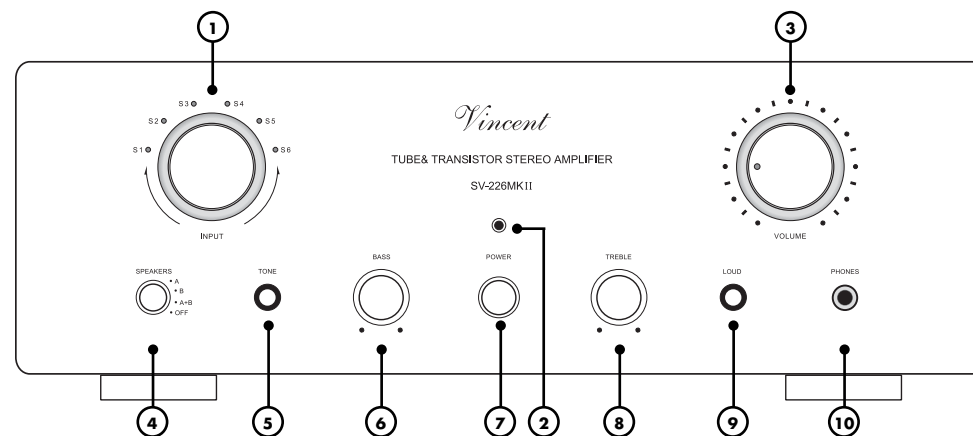 1 3
S3 S4
S2 S5
S1 S6
INPUT
Vincent
TUBE& TRANSISTOR STEREO AMPLIFIER
SV-226MKII
VOLUME
SPEAKERS
A
B
A+B
OFF
TONE
BASS
POWER
TREBLE
LOUD
PHONES
4 5 6 7 2 8 9 10